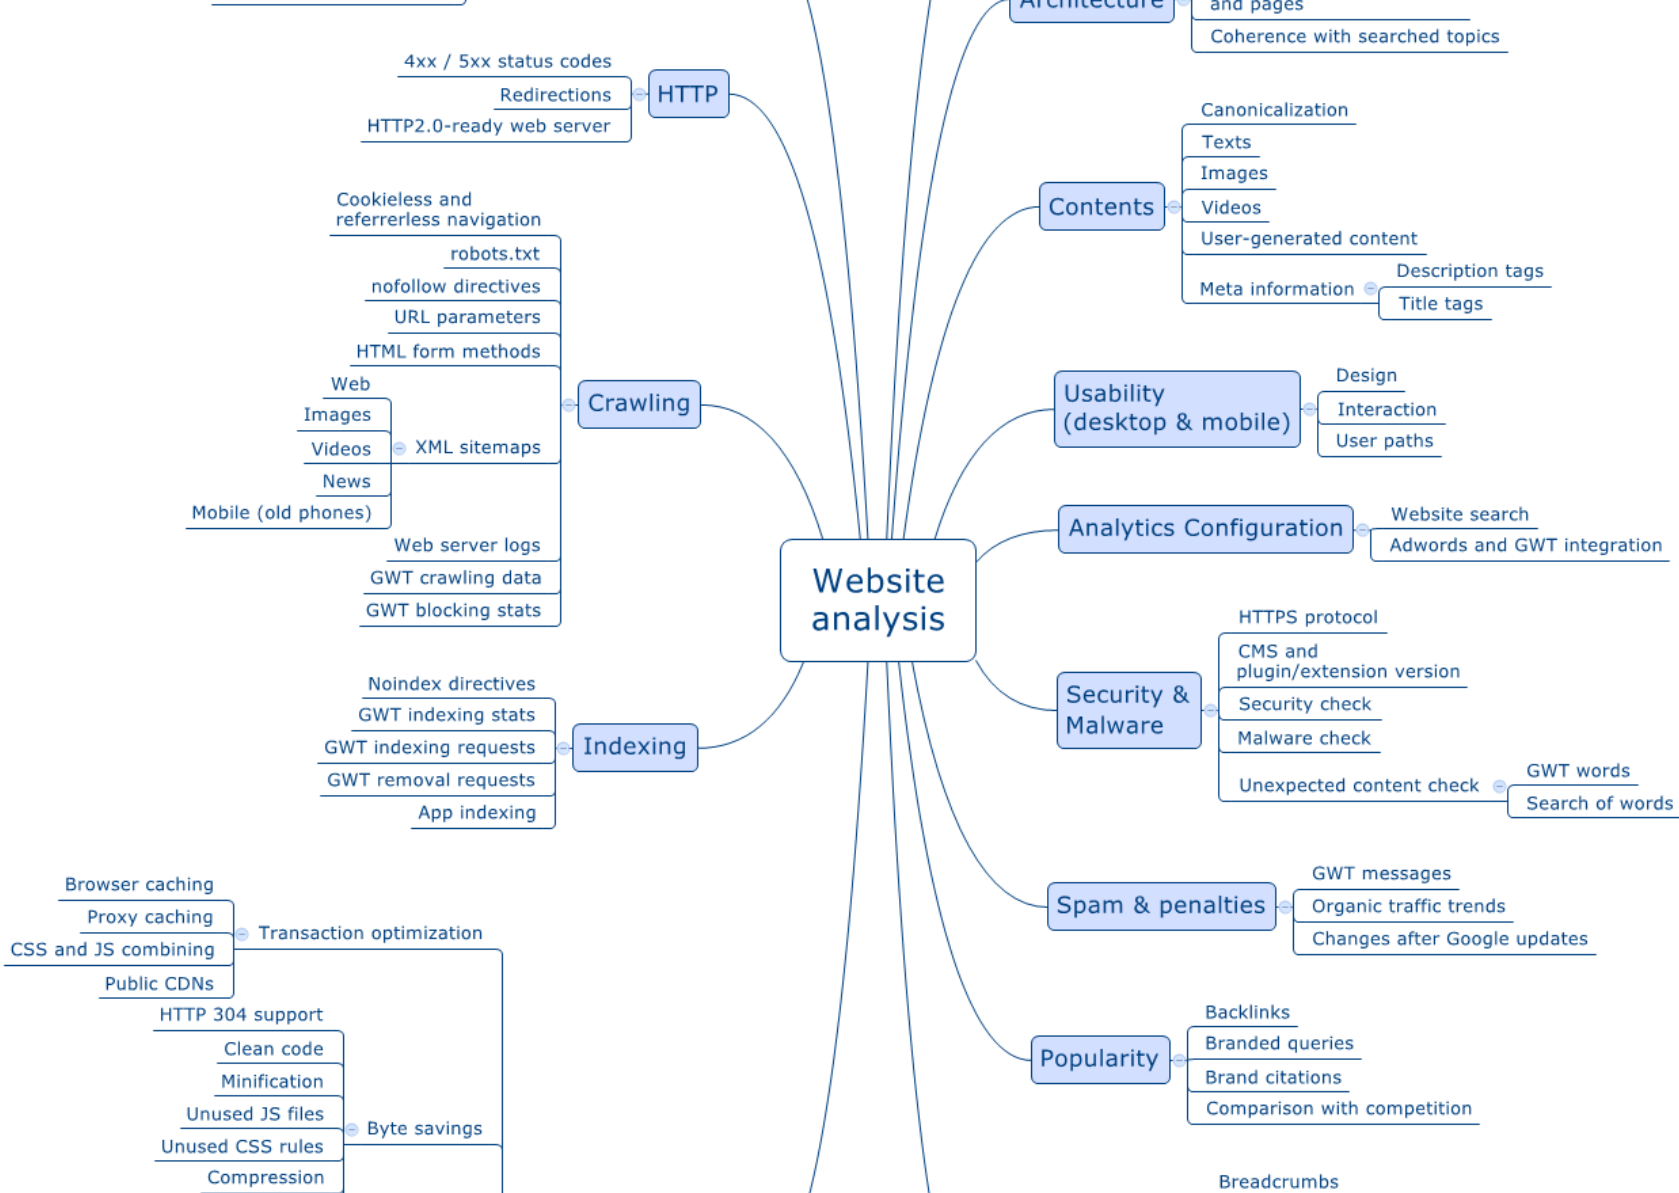 Architecture
and pages
Coherence with searched topics
4xx / 5xx status codes
Redirections
HTTP2.0-ready web server
HTTP
Cookieless and
referrerless navigation
robots.txt
nofollow directives
URL parameters
HTML form methods
Web
Images
Videos
News
Mobile (old phones)
XML sitemaps
Web server logs
GWT crawling data
GWT blocking stats
Crawling
Noindex directives
GWT indexing stats
GWT indexing requests
GWT removal requests
App indexing
Indexing
Browser caching
Proxy caching
CSS and JS combining
Public CDNs
Transaction optimization
HTTP 304 support
Clean code
Minification
Unused JS files
Unused CSS rules
Compression
Byte savings
Website
analysis
Contents
Canonicalization
Texts
Images
Videos
User-generated content
Meta information
Description tags
Title tags
Usability
(desktop & mobile)
Design
Interaction
User paths
Analytics Configuration
Website search
Adwords and GWT integration
Security &
Malware
HTTPS protocol
CMS and
plugin/extension version
Security check
Malware check
Unexpected content check
GWT words
Search of words
Spam & penalties
GWT messages
Organic traffic trends
Changes after Google updates
Popularity
Backlinks
Branded queries
Brand citations
Comparison with competition
Breadcrumbs